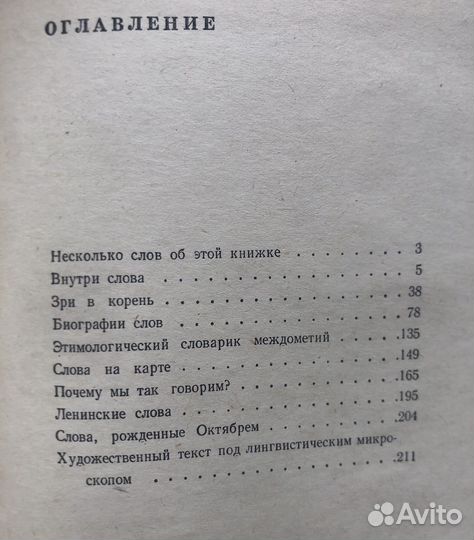 ОГЛАВЛЕНИЕ
Несколько слов об этой книжке . . . . . . . . 3
Внутри слова . . . . . . . . . . . . . . . . 5
Зри в корень . . . . . . . . . . . . . . . . 38
Биографии слов . . . . . . . . . . . . . . . 78
Этимологический словарик междометий . . . . .135
Слова на карте . . . . . . . . . . . . . . .149
Почему мы так говорим? . . . . . . . . . . .165
Ленинские слова . . . . . . . . . . . . . .195
Слова, рожденные Октябрем . . . . . . . . .204
Художественный текст под лингвистическим микро-
скопом . . . . . . . . . . . . . . . .211
Avito